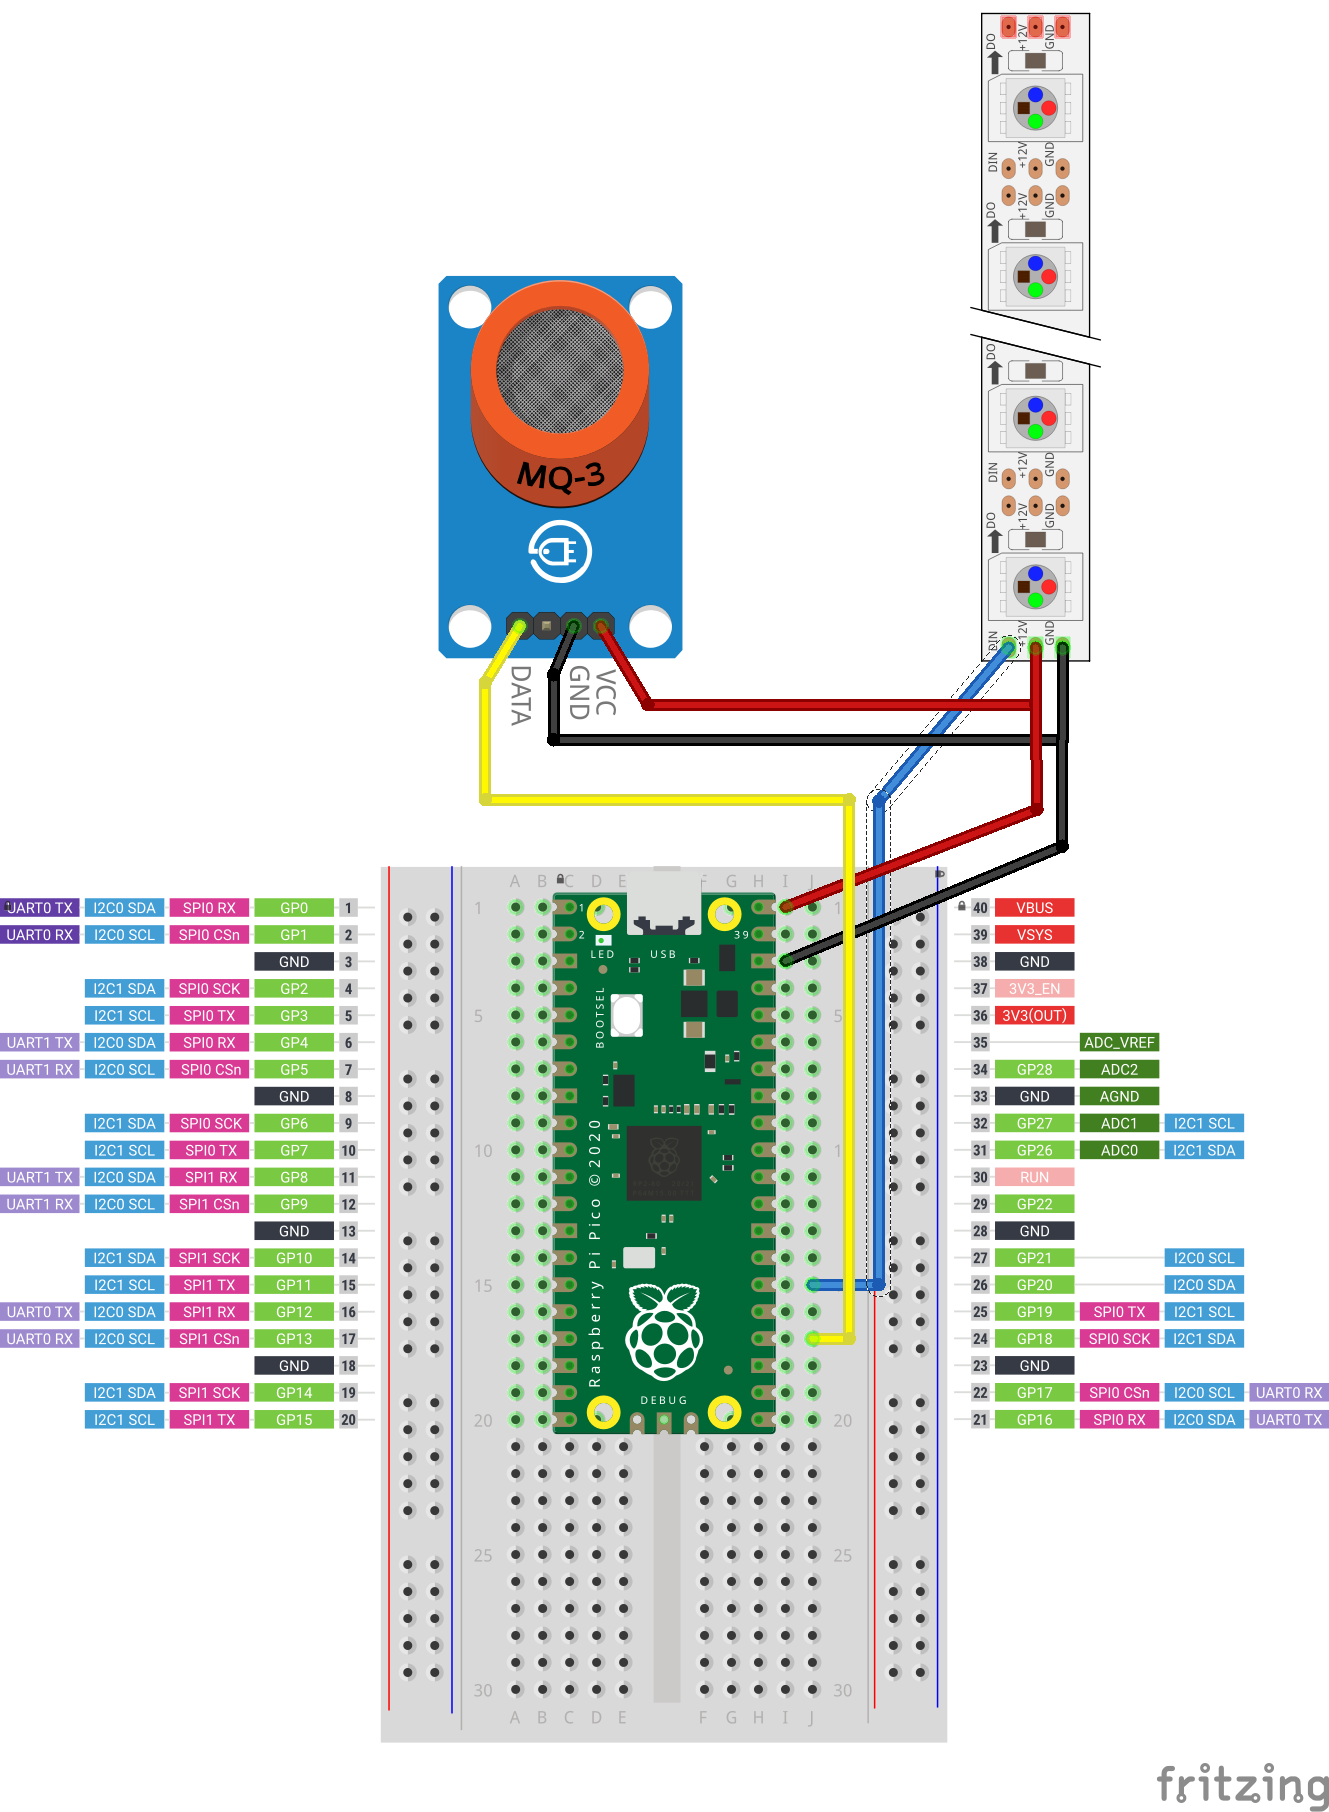 DO +12V GND
DIN +12V GND
DO +12V GND
DO
DIN +12V GND
DO +12V GND
DIN +12V GND
MQ-3
DATA GND VCC
A B C D E F G H I J
UART0 TX I2C0 SDA SPI0 RX GP0 1
UART0 RX I2C0 SCL SPI0 CSn GP1 2
GND 3
I2C1 SDA SPI0 SCK GP2 4
I2C1 SCL SPI0 TX GP3 5
UART1 TX I2C0 SDA SPI0 RX GP4 6
UART1 RX I2C0 SCL SPI0 CSn GP5 7
GND 8
I2C1 SDA SPI0 SCK GP6 9
I2C1 SCL SPI0 TX GP7 10
UART1 TX I2C0 SDA SPI1 RX GP8 11
UART1 RX I2C0 SCL SPI1 CSn GP9 12
GND 13
I2C1 SDA SPI1 SCK GP10 14
I2C1 SCL SPI1 TX GP11 15
UART0 TX I2C0 SDA SPI1 RX GP12 16
UART0 RX I2C0 SCL SPI1 CSn GP13 17
GND 18
I2C1 SDA SPI1 SCK GP14 19
I2C1 SCL SPI1 TX GP15 20
1 1
5 5
10 1
15
20 20
25 25
30 30
1
2 39
LED USB
BOOTSEL
Raspberry Pi Pico ©2020
DEBUG
40 VBUS
39 VSYS
38 GND
37 3V3_EN
36 3V3(OUT)
35 ADC_VREF
34 GP28 ADC2
33 GND AGND
32 GP27 ADC1 I2C1 SCL
31 GP26 ADC0 I2C1 SDA
30 RUN
29 GP22
28 GND
27 GP21 I2C0 SCL
26 GP20 I2C0 SDA
25 GP19 SPI0 TX I2C1 SCL
24 GP18 SPI0 SCK I2C1 SDA
23 GND
22 GP17 SPI0 CSn I2C0 SCL UART0 RX
21 GP16 SPI0 RX I2C0 SDA UART0 TX
A B C D E F G H I J
fritzing